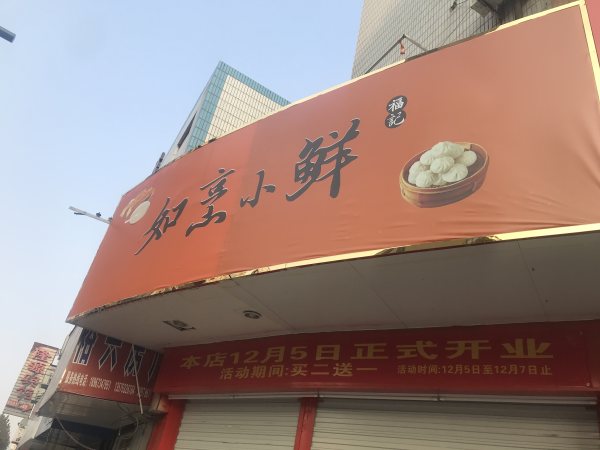 如烹小鲜
福記
本店12月5日正式开业
活动期间:买二送一 活动时间:12月5日至12月7日止